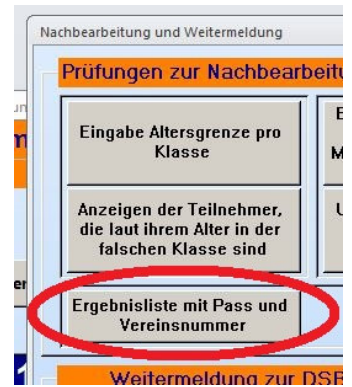 Nachbearbeitung und Weitermeldung
Prüfungen zur Nachbearbeitu
Eingabe Altersgrenze pro
Klasse
Anzeigen der Teilnehmer,
die laut ihrem Alter in der
falschen Klasse sind
Ergebnisliste mit Pass und
Vereinsnummer
Weitermeldung zur DSB